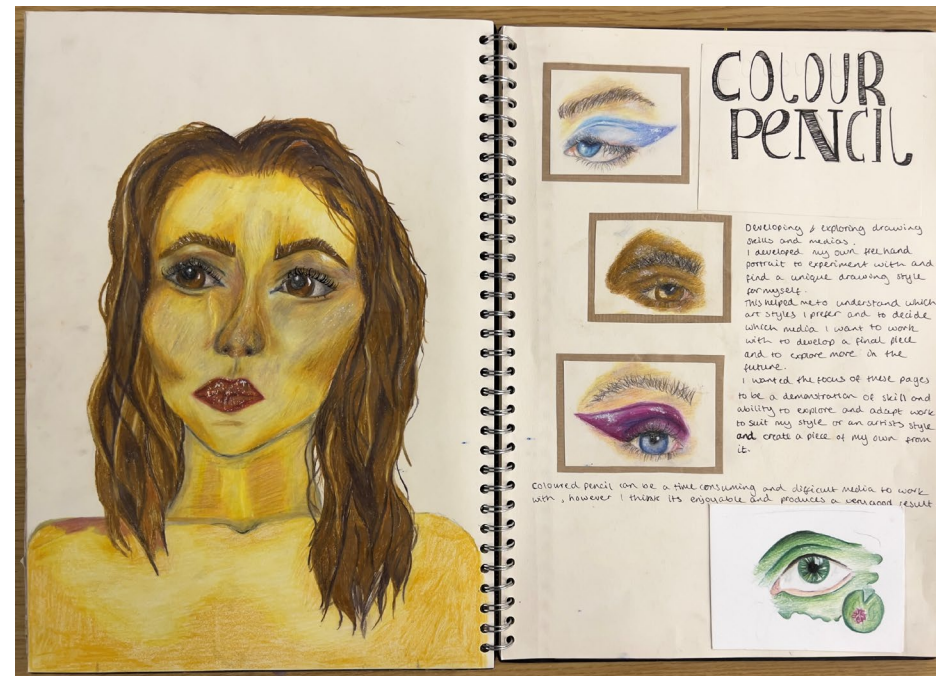 COLOUR
PENCIL
Developing & exploring drawing
skills and medias.
I developed my own freehand
portrait to experiment with and
find a unique drawing style
for myself.
This helped me to understand which
art styles I prefer and to decide
which media I want to work
with to develop a final piece
and to explore more in the
future.
I wanted the focus of these pages
to be a demonstration of skill and
ability to explore and adapt work
to suit my style or an artists style
and create a piece of my own from
it.
Coloured pencil can be a time consuming and difficult media to work
with, however I think its enjoyable and produces a very good result